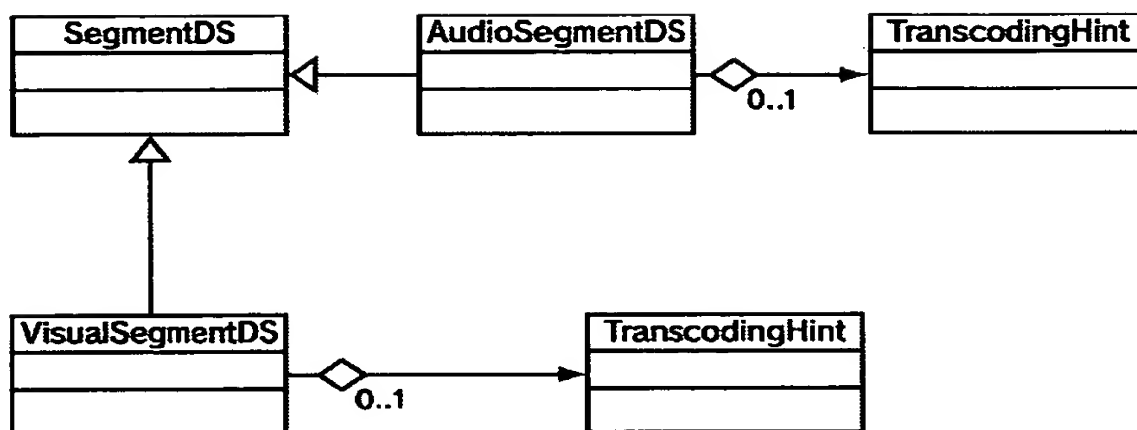 SegmentDS
AudioSegmentDS
TranscodingHint
0..1
VisualSegmentDS
TranscodingHint
0..1